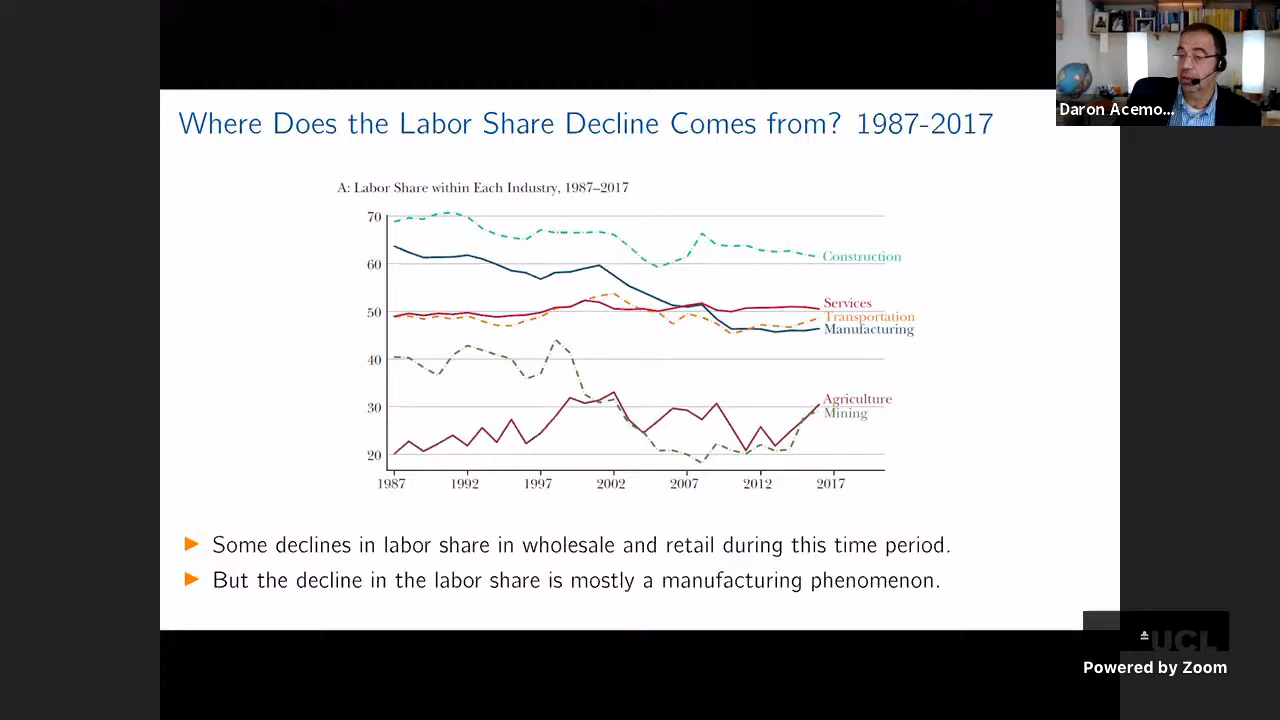 Daron Acemo...
Where Does the Labor Share Decline Comes from? 1987-2017
A: Labor Share within Each Industry, 1987–2017
70
60
50
40
30
20
Construction
Services
Transportation
Manufacturing
Agriculture
Mining
1987 1992 1997 2002 2007 2012 2017
Some declines in labor share in wholesale and retail during this time period.
But the decline in the labor share is mostly a manufacturing phenomenon.
UCL
Powered by Zoom